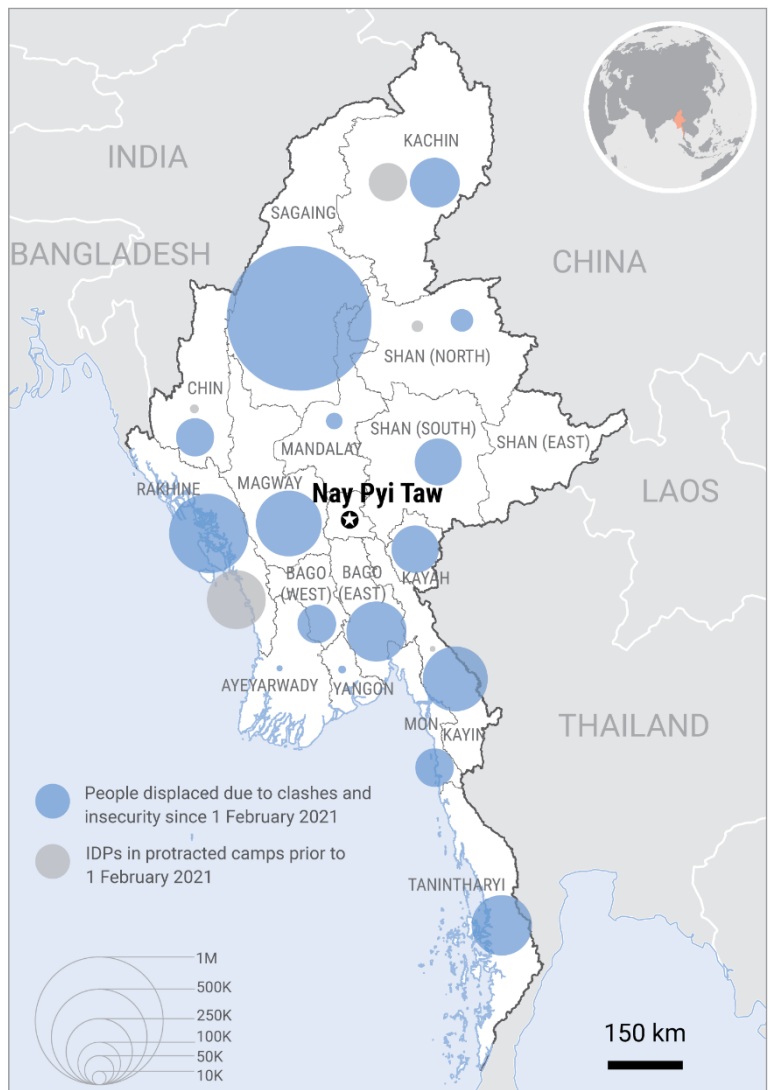 KACHIN
INDIA
SAGAING
BANGLADESH
CHINA
SHAN (NORTH)
CHIN
SHAN (SOUTH)
SHAN (EAST)
MANDALAY
MAGWAY
RAKHINE
Nay Pyi Taw
LAOS
BAGO
(WEST)
BAGO
(EAST)
KAYAH
AYEYARWADY
YANGON
MON
KAYIN
THAILAND
People displaced due to clashes and
insecurity since 1 February 2021
IDPs in protracted camps prior to
1 February 2021
TANINTHARYI
1M
500K
250K
100K
50K
10K
150 km